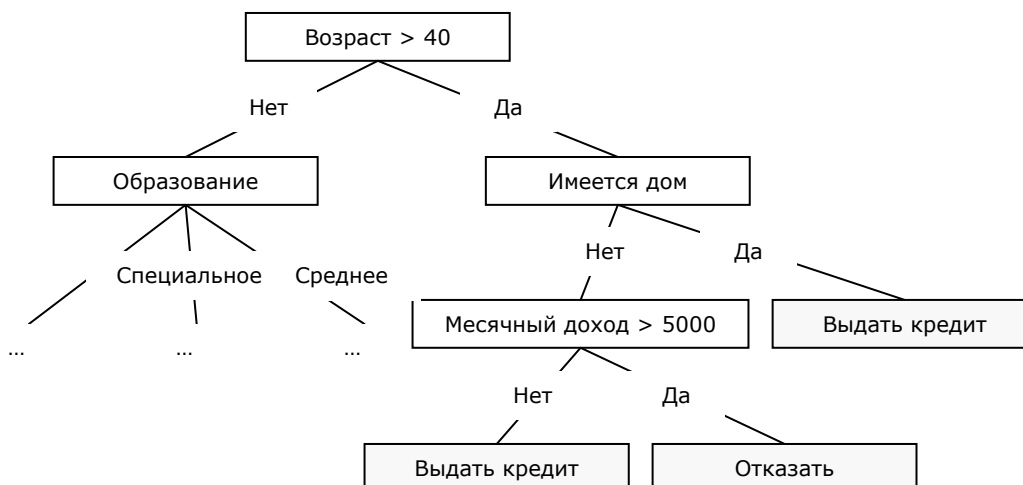 Возраст > 40
Нет
Да
Образование
Имеется дом
Специальное
Среднее
Нет
Да
Месячный доход > 5000
Выдать кредит
...
...
...
Нет
Да
Выдать кредит
Отказать